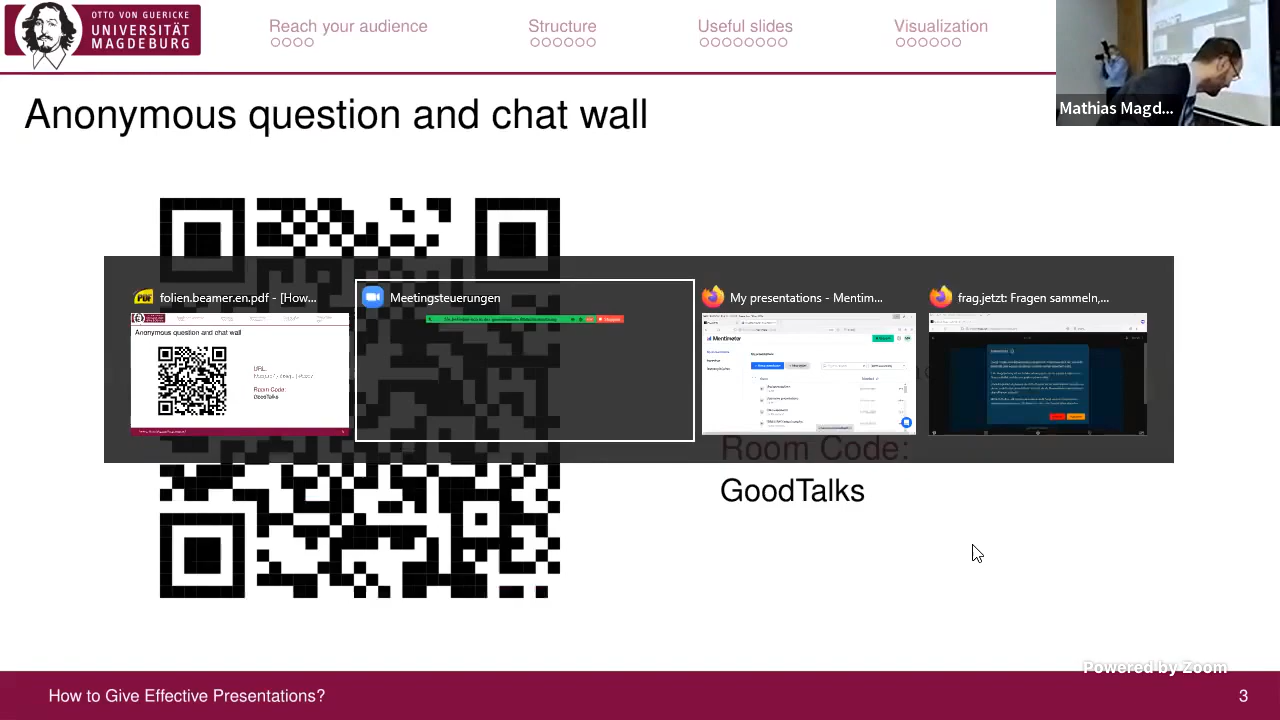 OTTO VON GUERICKE
UNIVERSITÄT
MAGDEBURG
Reach your audience
Structure
Useful slides
Visualization
Mathias Magd...
Anonymous question and chat wall
folien.beamer.en.pdf - [How...
Meetingsteuerungen
My presentations - Mentim...
frag.jetzt: Fragen sammeln,...
Anonymous question and chat wall
URL:
Room Code:
GoodTalks
Mentimeter
Room Code:
GoodTalks
Powered by Zoom
How to Give Effective Presentations?
3